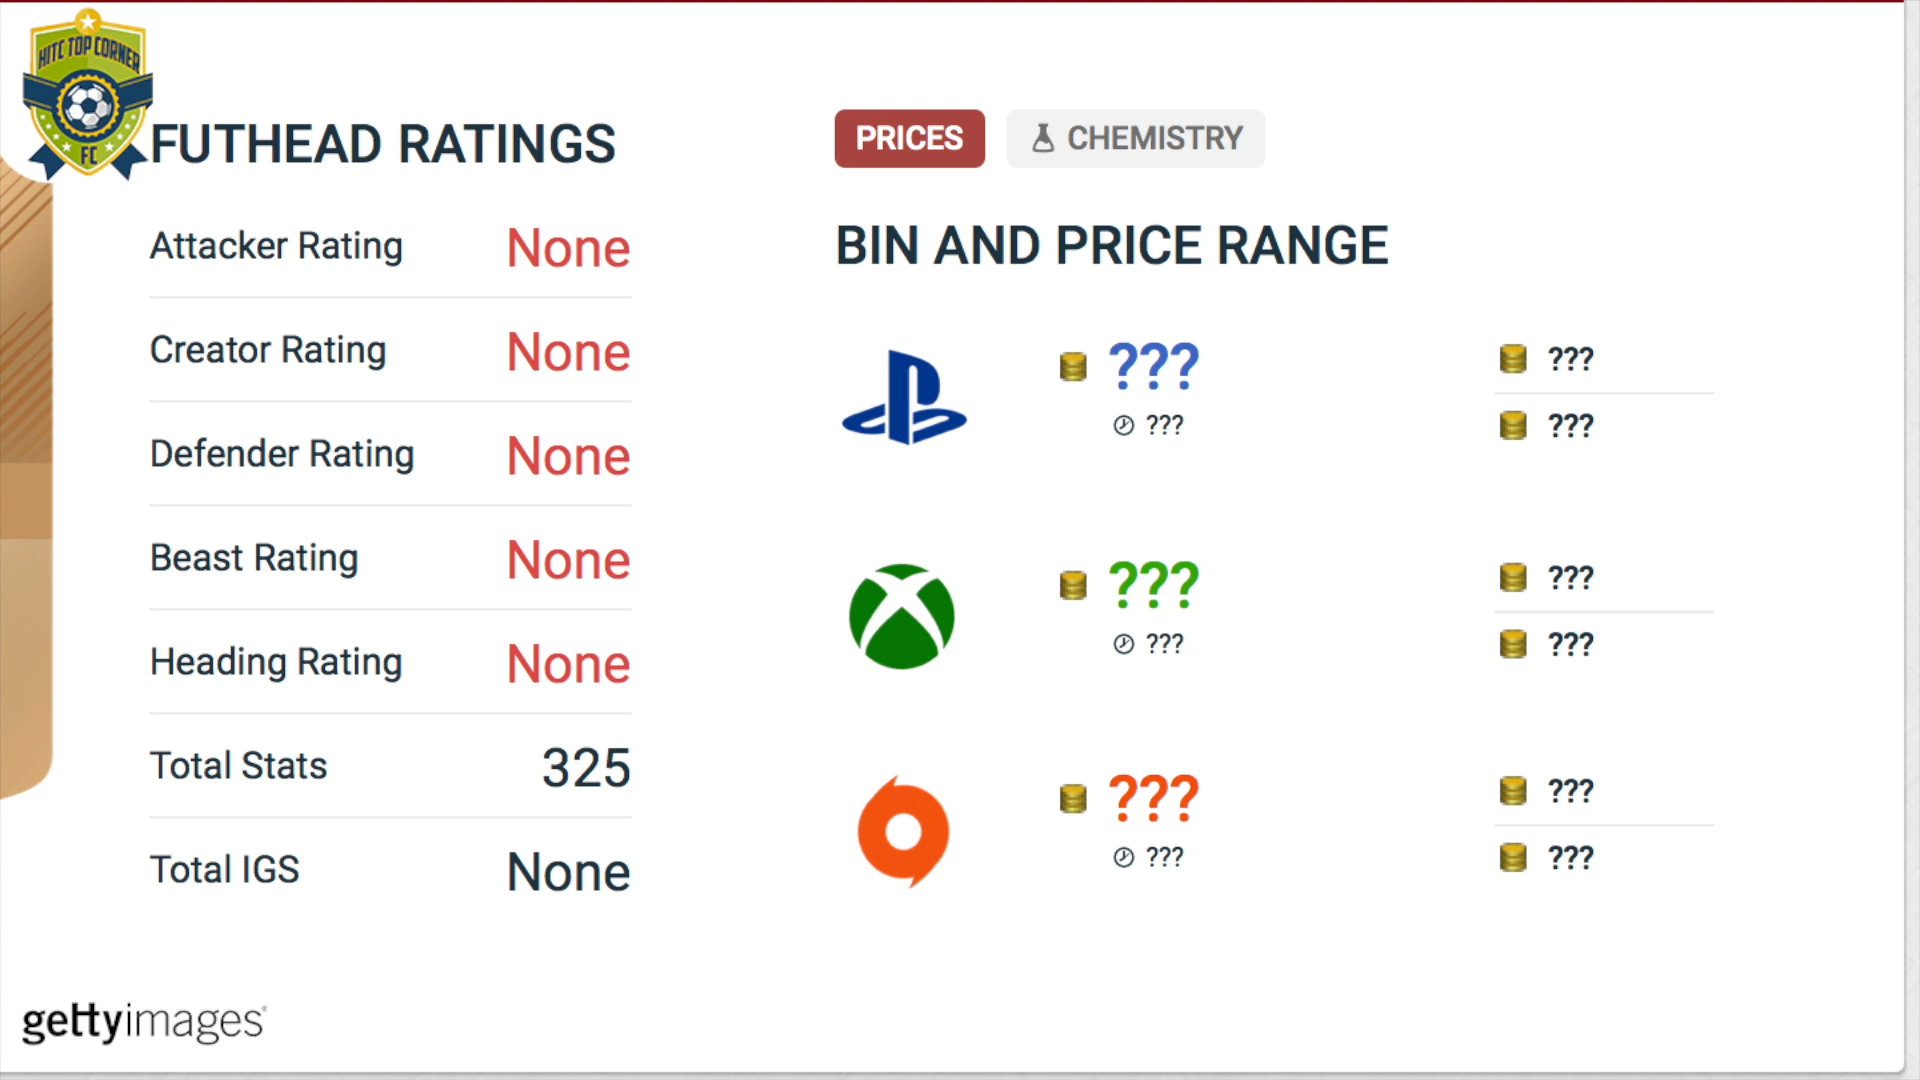 HITC TOP CORNER
FC
FUTHEAD RATINGS
Attacker Rating None
Creator Rating None
Defender Rating None
Beast Rating None
Heading Rating None
Total Stats 325
Total IGS None
PRICES CHEMISTRY
BIN AND PRICE RANGE
??? ???
??? ???
??? ???
??? ???
??? ???
??? ???
gettyimages